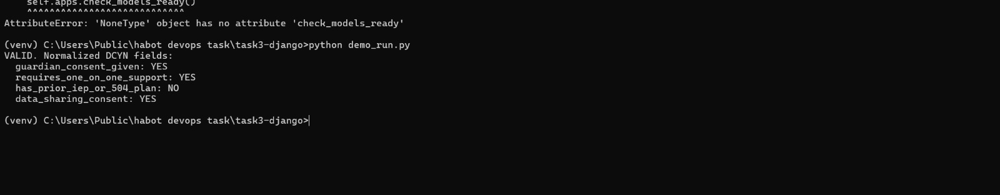 self.apps.check_models_ready()
^^^^^^^^^^^^^^^^^^^^^^^^^^^^
AttributeError: 'NoneType' object has no attribute 'check_models_ready'
(venv) C:\Users\Public\habot devops task\task3-django>python demo_run.py
VALID. Normalized DCYN fields:
guardian_consent_given: YES
requires_one_on_one_support: YES
has_prior_iep_or_504_plan: NO
data_sharing_consent: YES
(venv) C:\Users\Public\habot devops task\task3-django>